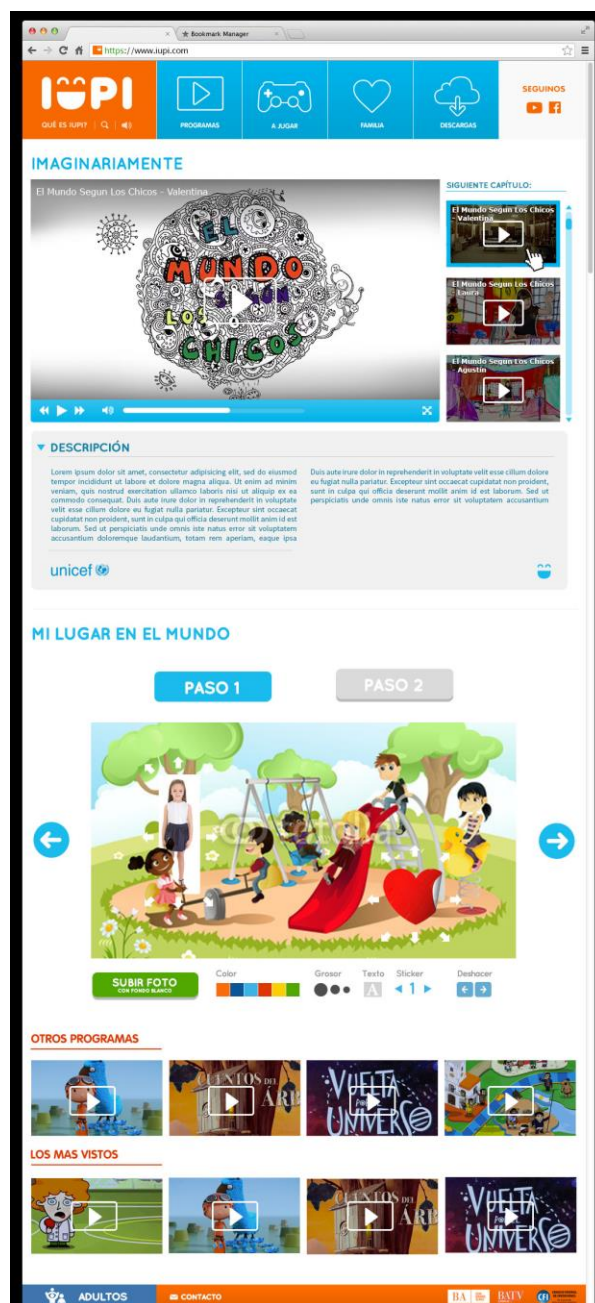 ★ Bookmark Manager
https://www.iupi.com
IUPI
QUÉ ES IUPI?
PROGRAMAS
A JUGAR
FAMILIA
DESCARGAS
SEGUINOS
IMAGINARIAMENTE
El Mundo Segun Los Chicos - Valentina
EL
MUNDO
SEGÚN
LOS
CHICOS
SIGUIENTE CAPÍTULO:
El Mundo Segun Los Chicos
- Valentina
El Mundo Segun Los Chicos
- Laura
El Mundo Segun Los Chicos
- Agostín
DESCRIPCIÓN
Lorem ipsum dolor sit amet, consectetur adipisicing elit, sed do eiusmod
tempor incididunt ut labore et dolore magna aliqua. Ut enim ad minim
veniam, quis nostrud exercitation ullamco laboris nisi ut aliquip ex ea
commodo consequat. Duis aute irure dolor in reprehenderit in voluptate
velit esse cillum dolore eu fugiat nulla pariatur. Excepteur sint occaecat
cupidatat non proident, sunt in culpa qui officia deserunt mollit anim id est
laborum. Sed ut perspiciatis unde omnis iste natus error sit voluptatem
accusantium doloremque laudantium, totam rem aperiam, eaque ipsa
Duis aute irure dolor in reprehenderit in voluptate velit esse cillum dolore
eu fugiat nulla pariatur. Excepteur sint occaecat cupidatat non proident,
sunt in culpa qui officia deserunt mollit anim id est laborum. Sed ut
perspiciatis unde omnis iste natus error sit voluptatem accusantium
unicef
MI LUGAR EN EL MUNDO
PASO 1
PASO 2
SUBIR FOTO
CON FONDO BLANCO
Color
Grosor
Texto
Sticker
Deshacer
A
1
OTROS PROGRAMAS
CUENTOS DEL
ÁRB
VUELTA
POR
UNIVERSO
LOS MAS VISTOS
CUENTOS DEL
ÁRB
VUELTA
POR
UNIVERSO
ADULTOS
CONTACTO
BA
BATV
CFI